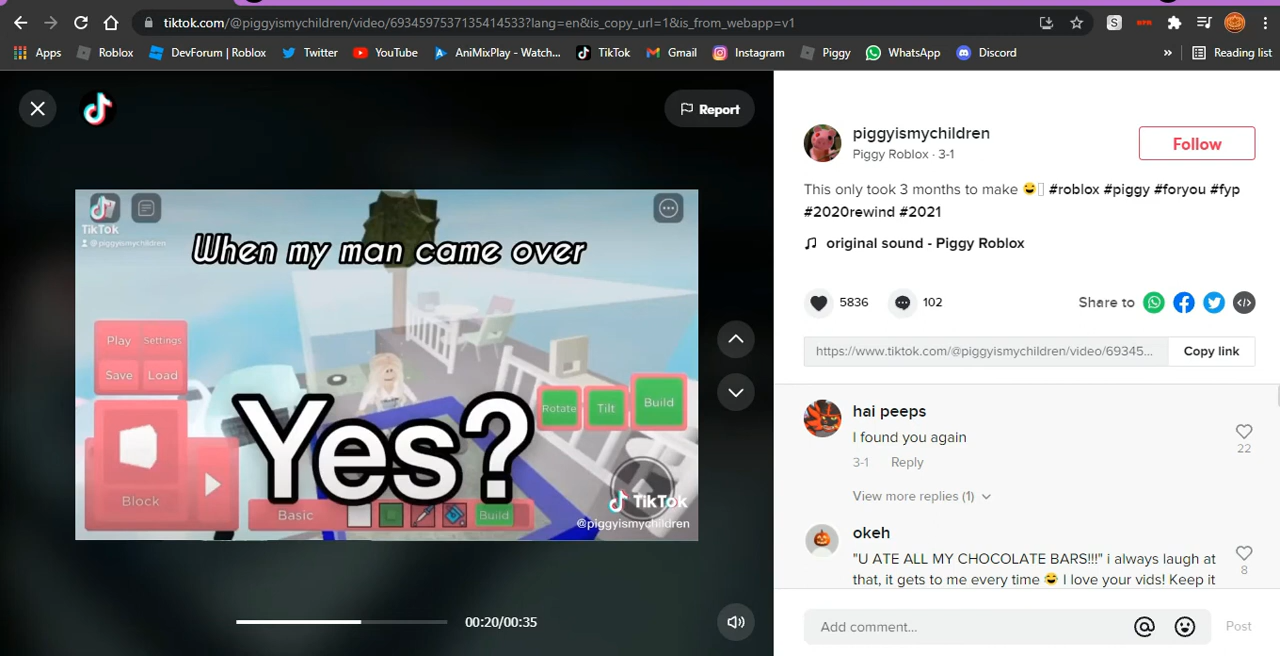 tiktok.com/@piggyismychildren/video/6934597537135414533?lang=en&is_copy_url=1&is_from_webapp=v1
Apps Roblox DevForum | Roblox Twitter YouTube AniMixPlay - Watch... TikTok Gmail Instagram Piggy WhatsApp Discord » Reading list
Report
TikTok
@piggyismychildren
When my man came over
Play Settings
Save Load
Block
Yes?
Rotate Tilt Build
Basic
Build
TikTok
@piggyismychildren
00:20/00:35
piggyismychildren
Piggy Roblox · 3-1
Follow
This only took 3 months to make 😂 #roblox #piggy #foryou #fyp
#2020rewind #2021
original sound - Piggy Roblox
5836 102 Share to
https://www.tiktok.com/@piggyismychildren/video/69345... Copy link
hai peeps
I found you again
22
3-1 Reply
View more replies (1)
okeh
"U ATE ALL MY CHOCOLATE BARS!!!" i always laugh at
that, it gets to me every time 😂 I love your vids! Keep it
8
Add comment... Post